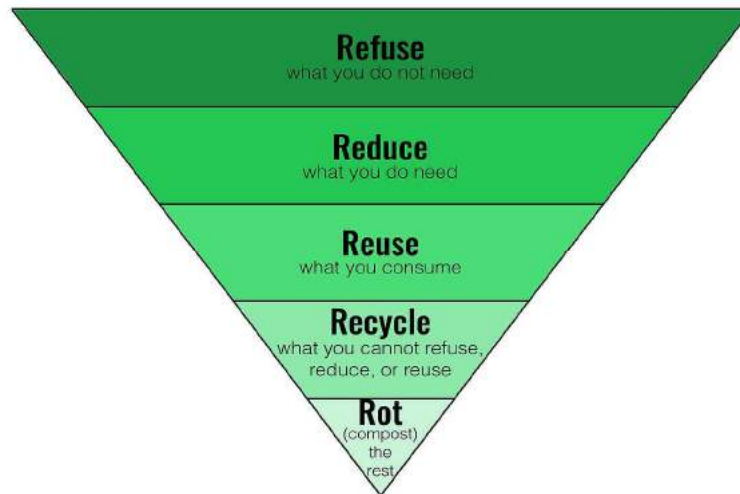 Refuse
what you do not need
Reduce
what you do need
Reuse
what you consume
Recycle
what you cannot refuse,
reduce, or reuse
Rot
(compost)
the
rest